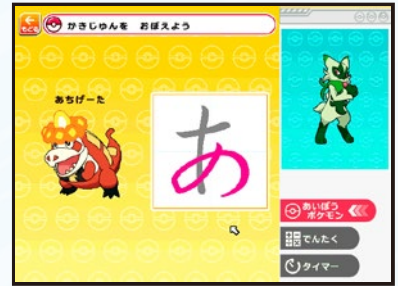 もどる
かきじゅんを おぼえよう
あちげーた
あ
あいぼう
ポケモン
でんたく
タイマー